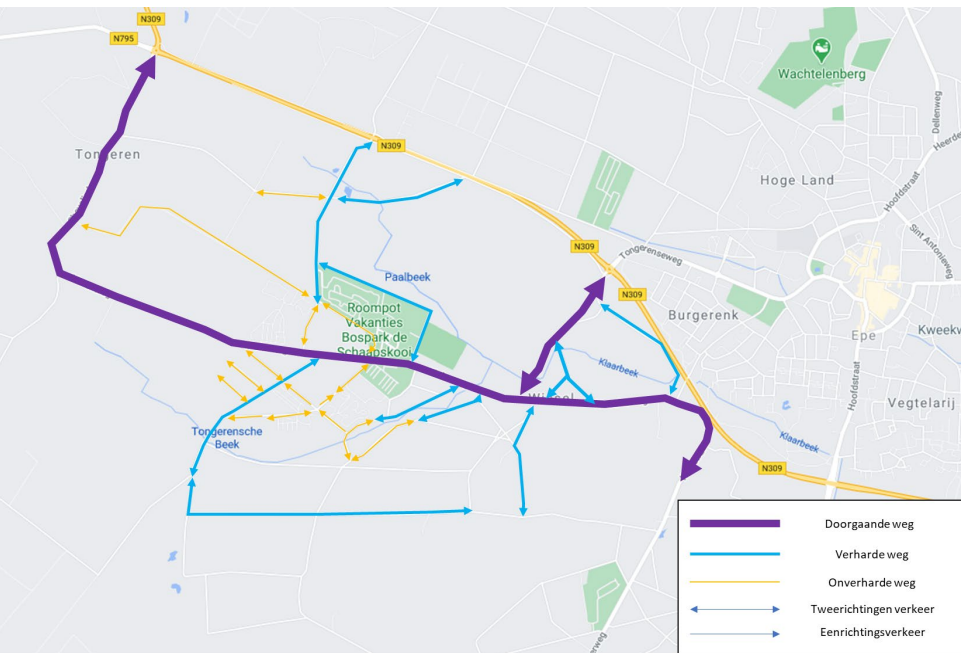 N309
N795
Wachtelenberg
Dellenweg
Heerde
N309
Tongeren
Hoge Land
Hoofdstraat
Sint Antonieweg
N309
Tongerenseweg
Paalbeek
N309
Roompot
Vakanties
Bospark de
Schaapskooi
Burgerenk
Epe
Kweekw
Klaarbeek
Hoofdstraat
Vegtelarij
Tongerensche
Beek
Klaarbeek
N309
Doorgaande weg
Verharde weg
Onverharde weg
Tweerichtingen verkeer
Eenrichtingsverkeer